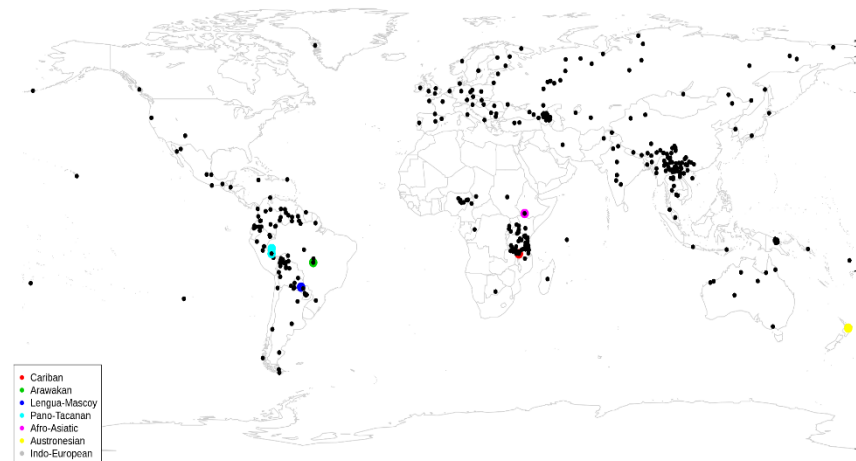 Cariban
Arawakan
Lengua-Mascoy
Pano-Tacanan
Afro-Asiatic
Austronesian
Indo-European